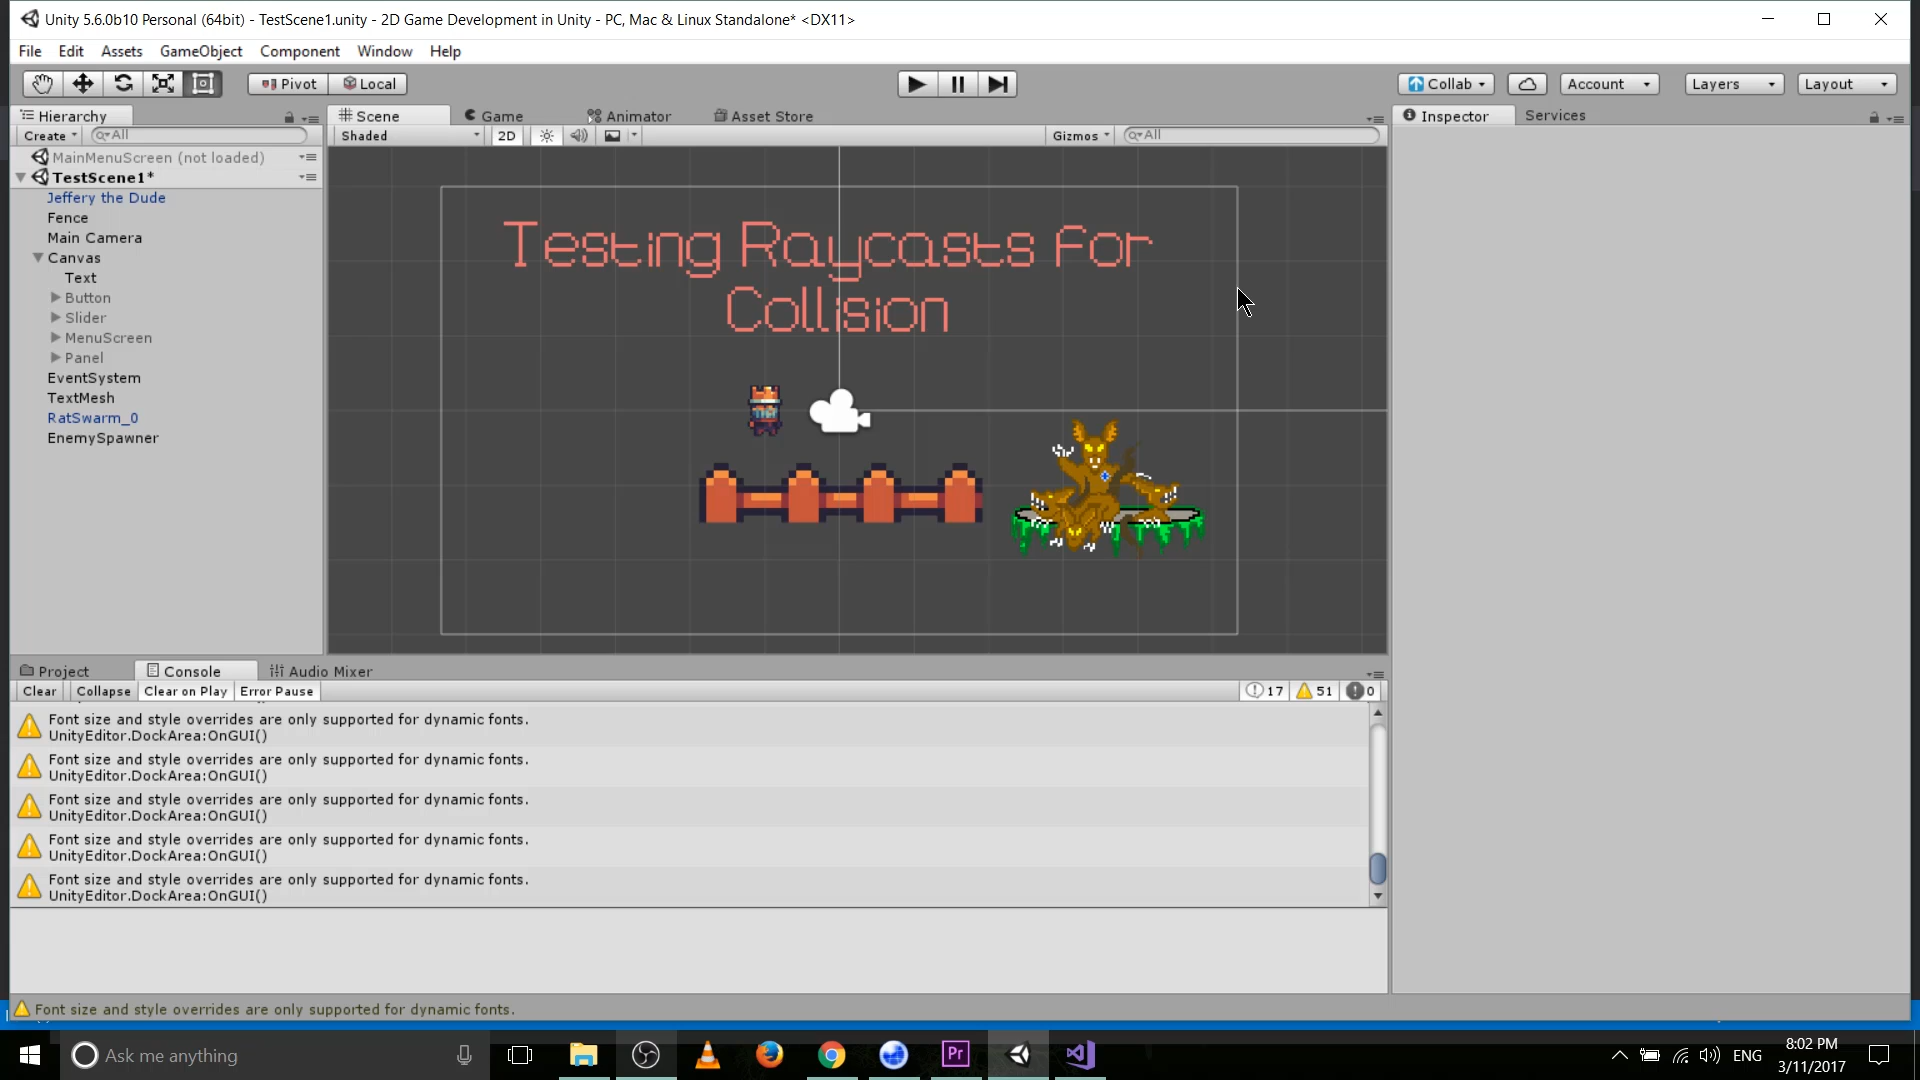 Unity 5.6.0b10 Personal (64bit) - TestScene1.unity - 2D Game Development in Unity - PC, Mac & Linux Standalone* <DX11>
File Edit Assets GameObject Component Window Help
Pivot Local Collab Account Layers Layout
Hierarchy
Scene Game Animator Asset Store
Inspector Services
Create All
Shaded 2D Gizmos All
MainMenuScreen (not loaded)
TestScene1*
Jeffery the Dude
Fence
Main Camera
Canvas
Text
Button
Slider
MenuScreen
Panel
EventSystem
TextMesh
RatSwarm_0
EnemySpawner
Testing Raycasts for
Collision
Project Console Audio Mixer
Clear Collapse Clear on Play Error Pause 17 51 0
Font size and style overrides are only supported for dynamic fonts.
UnityEditor.DockArea:OnGUI()
Font size and style overrides are only supported for dynamic fonts.
UnityEditor.DockArea:OnGUI()
Font size and style overrides are only supported for dynamic fonts.
UnityEditor.DockArea:OnGUI()
Font size and style overrides are only supported for dynamic fonts.
UnityEditor.DockArea:OnGUI()
Font size and style overrides are only supported for dynamic fonts.
UnityEditor.DockArea:OnGUI()
Font size and style overrides are only supported for dynamic fonts.
Ask me anything
Pr
ENG
8:02 PM
3/11/2017